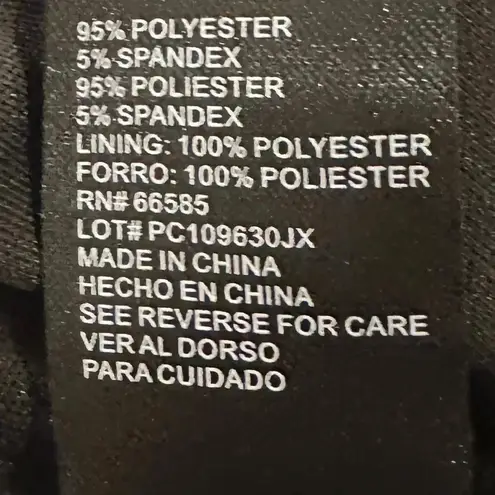 95% POLYESTER
5% SPANDEX
95% POLIESTER
5% SPANDEX
LINING: 100% POLYESTER
FORRO: 100% POLIESTER
RN# 66585
LOT# PC109630JX
MADE IN CHINA
HECHO EN CHINA
SEE REVERSE FOR CARE
VER AL DORSO
PARA CUIDADO